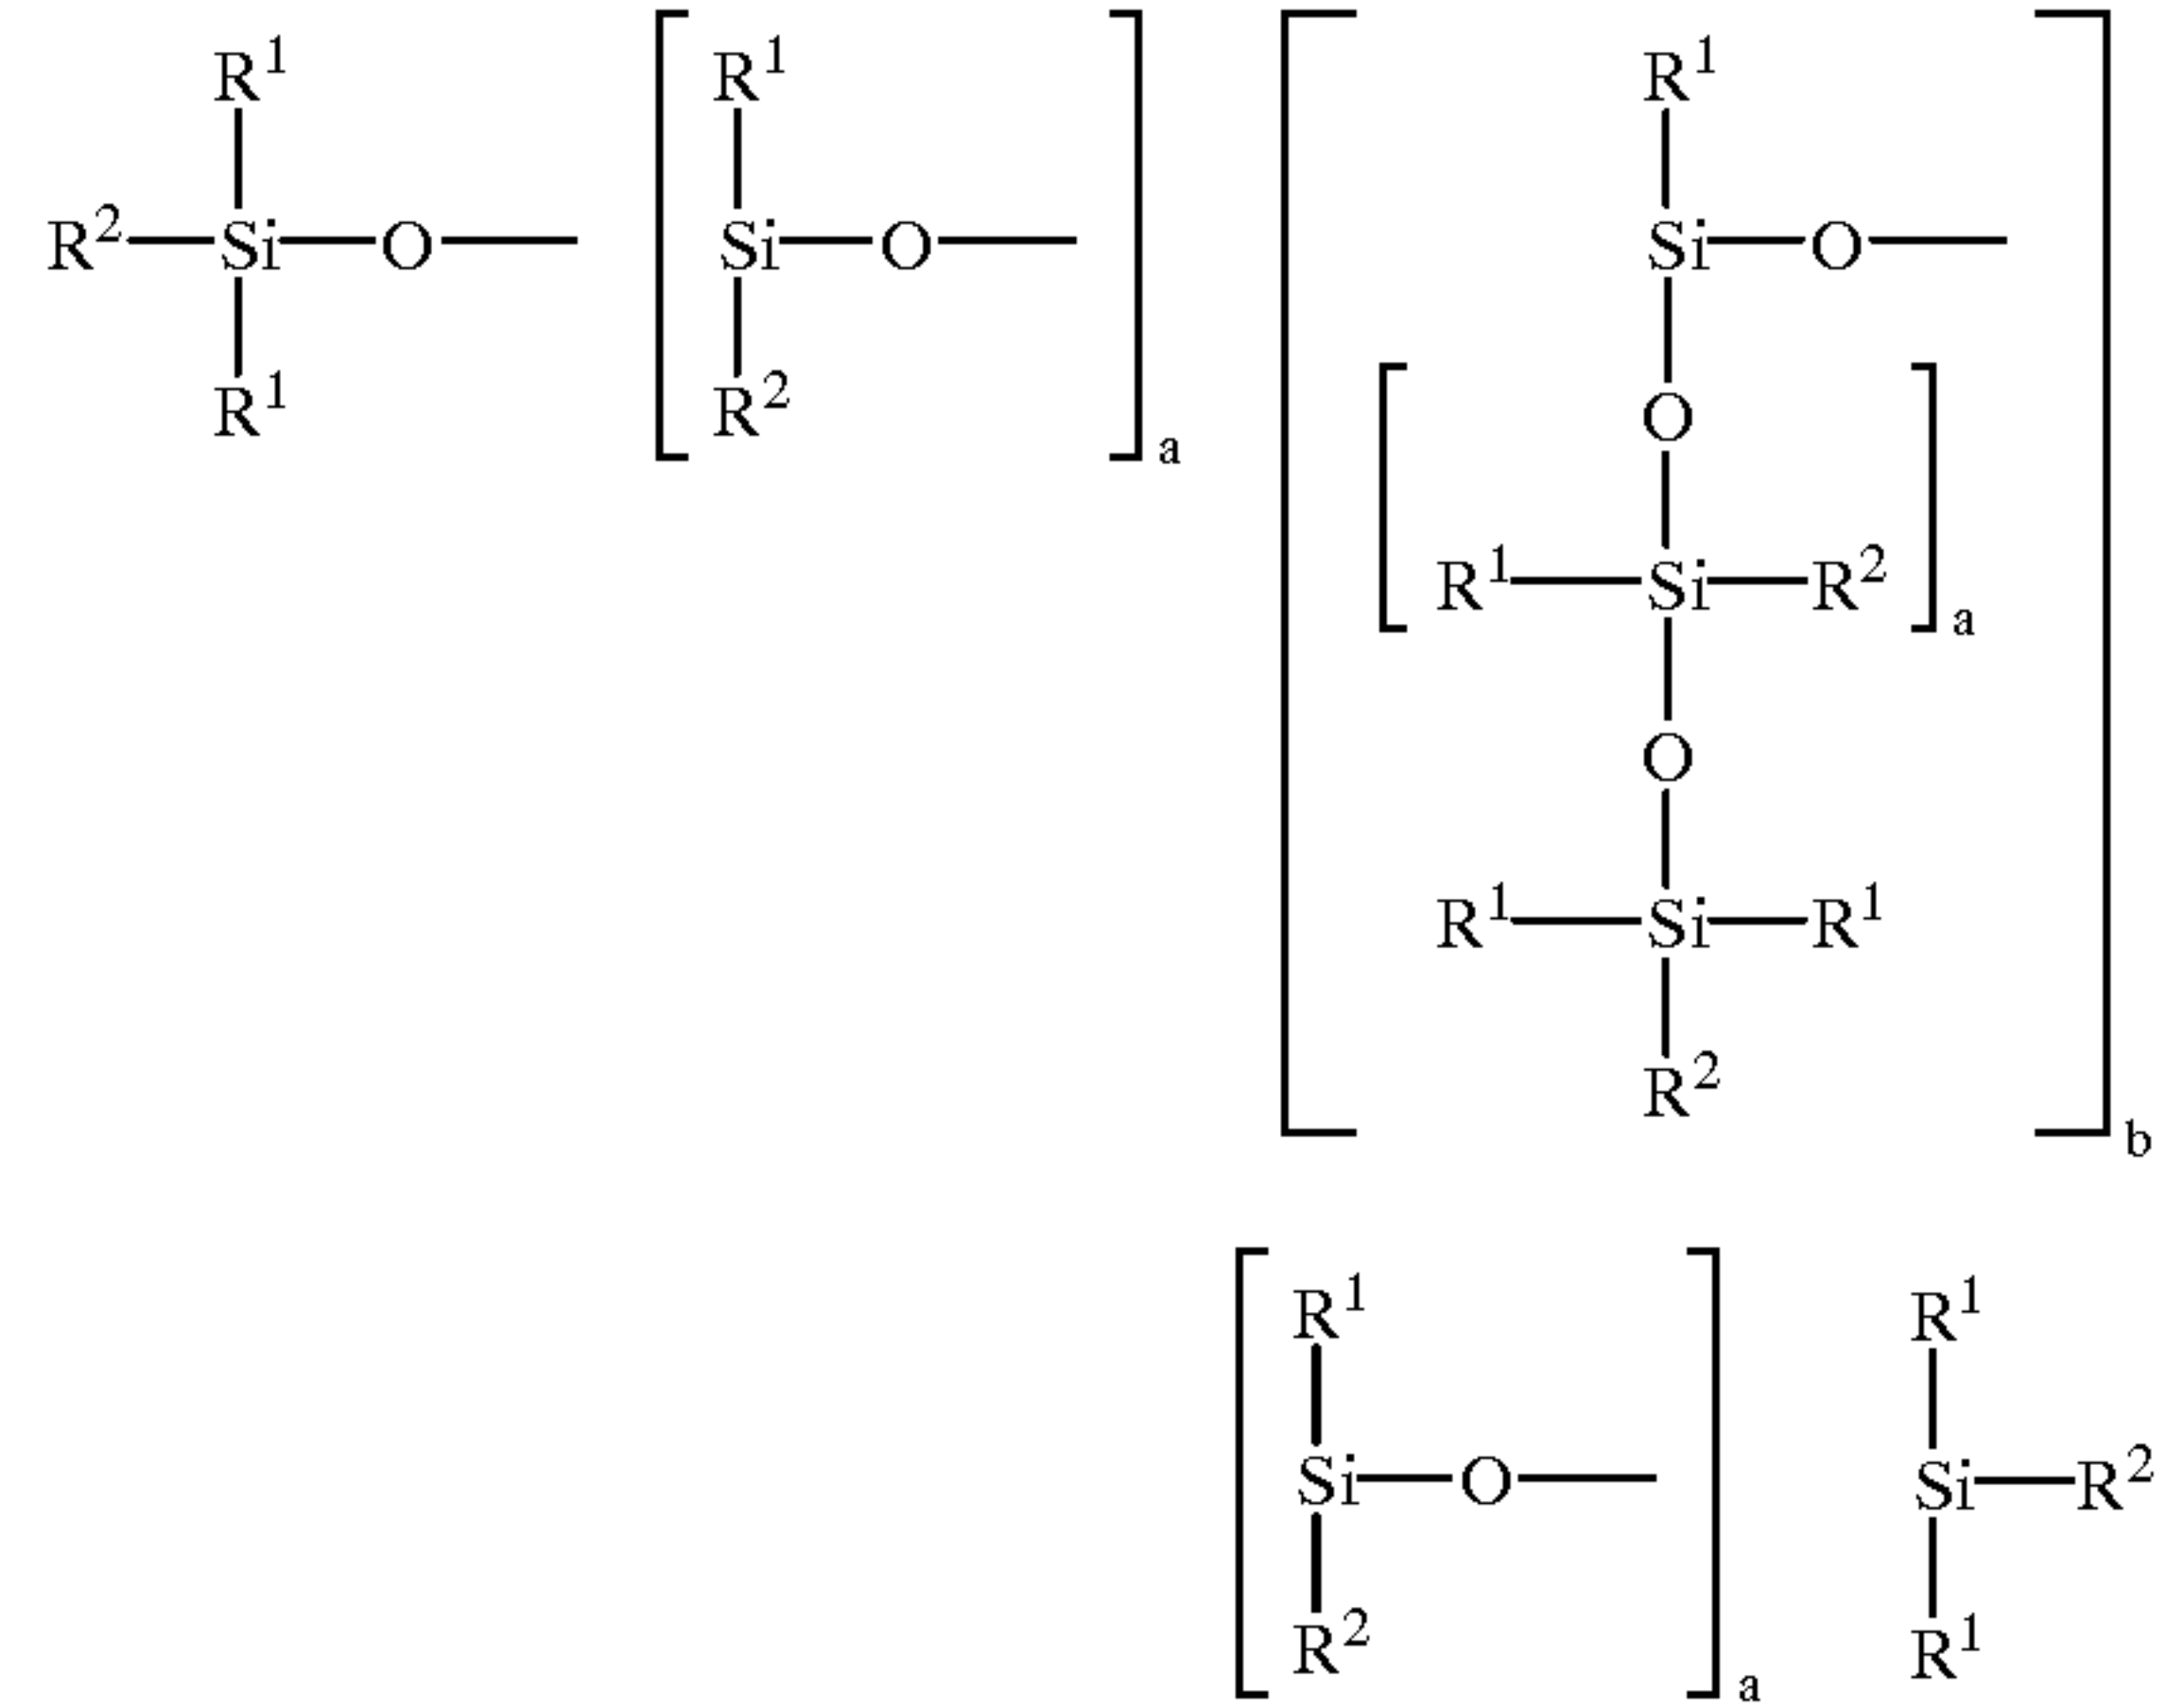 R1 R1 R1
R2 Si O Si O Si O
R1 R2 a O
R1 Si R2 a
O
R1 Si R1
R2 b
R1 R1
Si O Si R2
R2 a R1